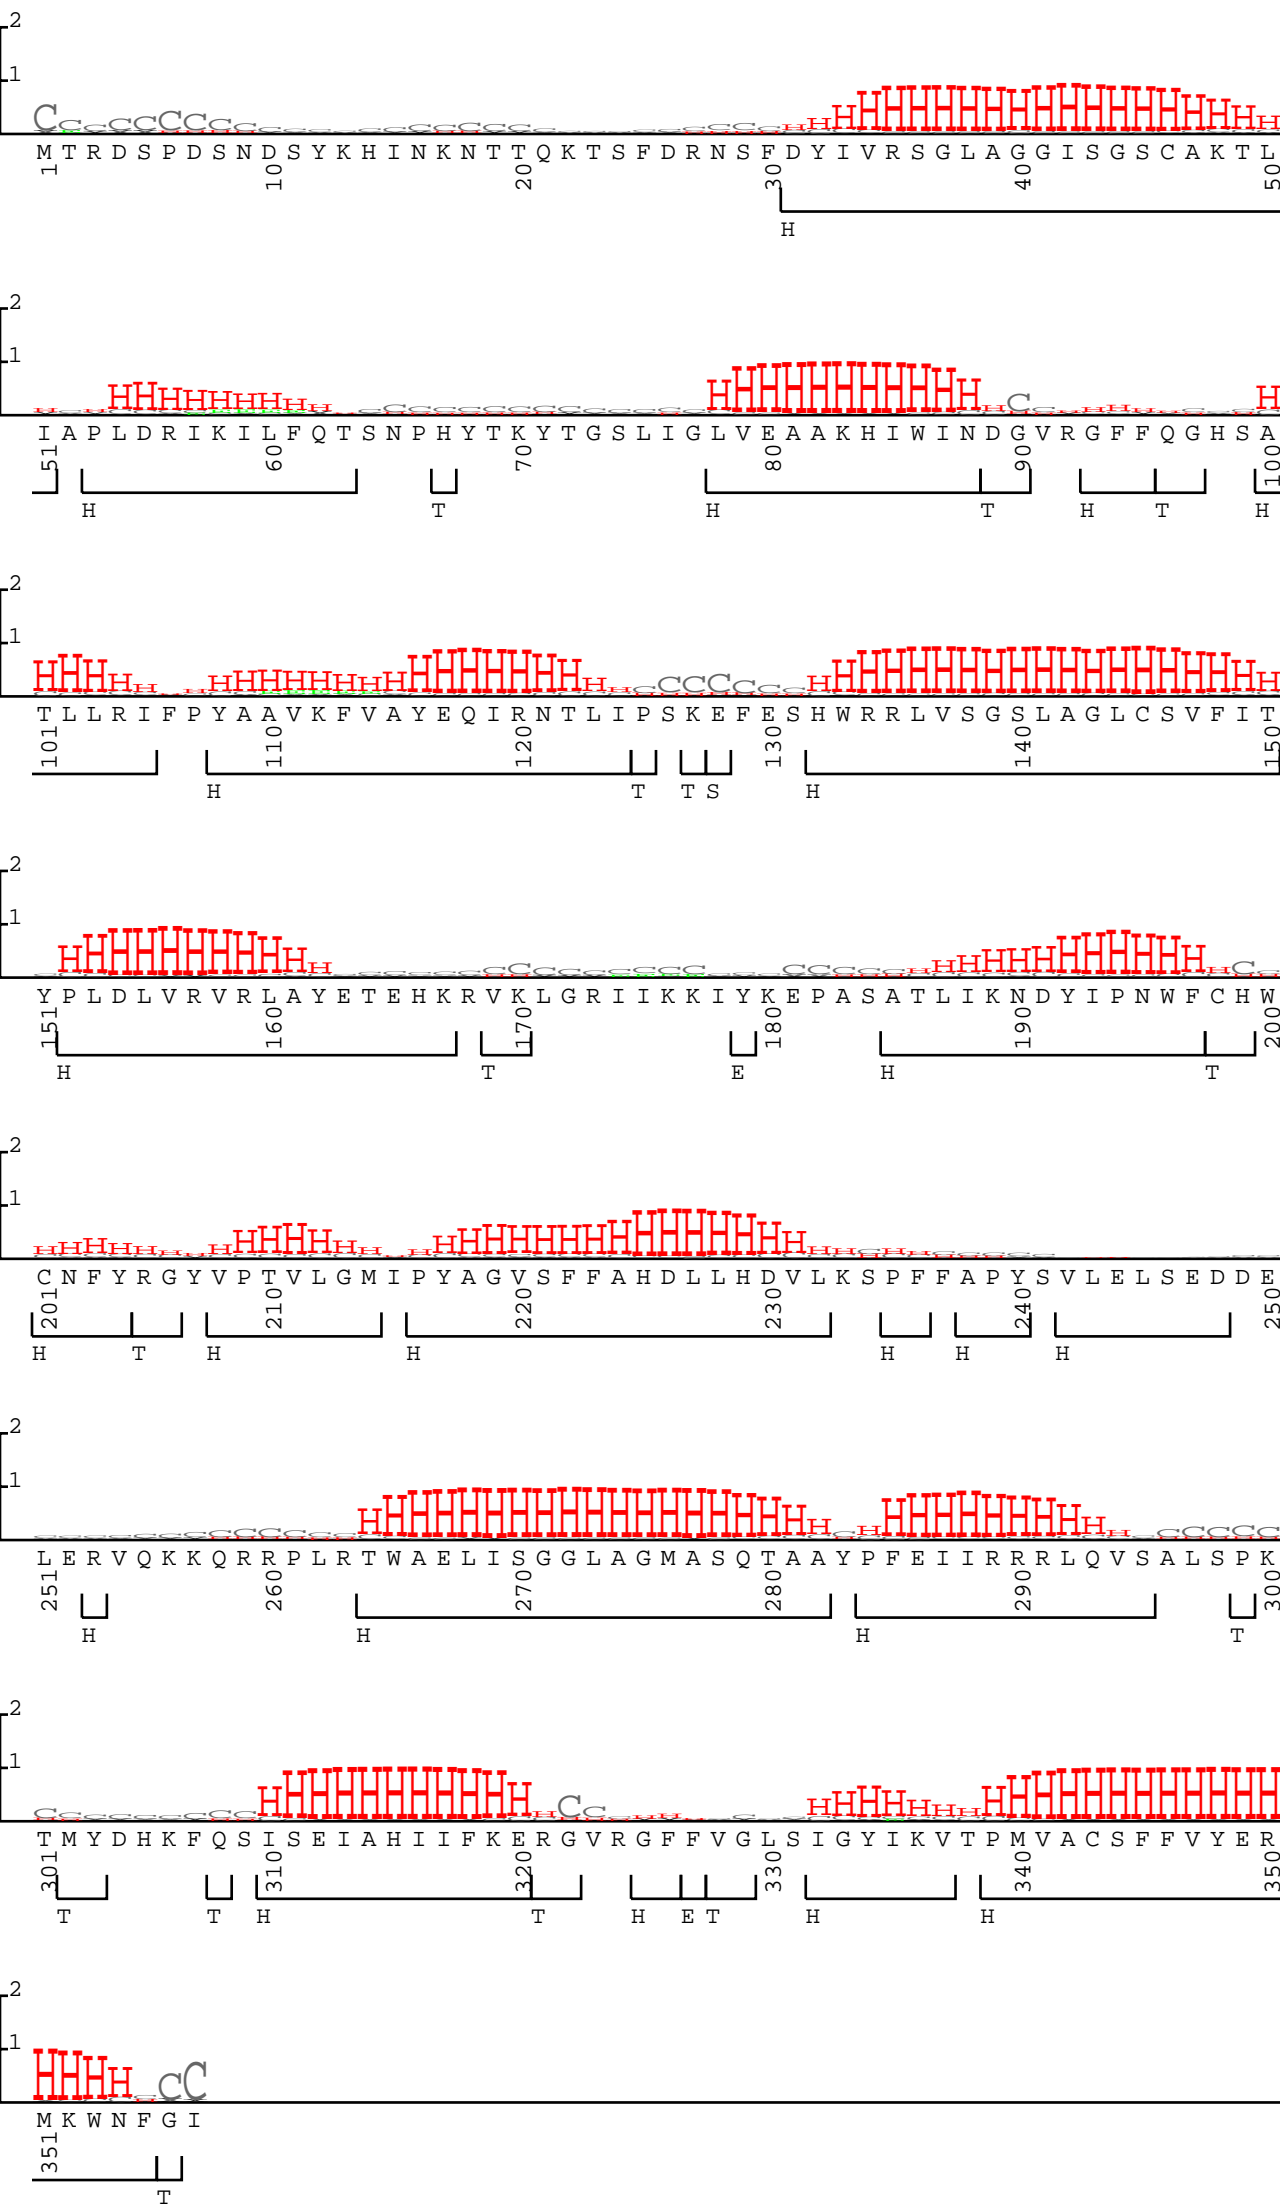 2
1
C C C C C C C C C C C C C C C C C C C C C C C C C C C H H H H H H H H H H H H H H H H H H H H
M T R D S P D S N D S Y K H I N K N T T Q K T S F D R N S F D Y I V R S G L A G G I S G S C A K T L
1 10 20 30 40 50
H
2
1
H C H H H H H H H H H H C C C C C C C C C C C C C H H H H H H H H H H H H C C H H H H H C C C H
I A P L D R I K I L F Q T S N P H Y T K Y T G S L I G L V E A A K H I W I N D G V R G F F Q G H S A
51 60 70 80 90 100
H T H T H T H
2
1
H H H H H H H H H H H H H H H H H H H H H H H H C C C C C C C H H H H H H H H H H H H H H H H H H H
T L L R I F P Y A A V K F V A Y E Q I R N T L I P S K E F E S H W R R L V S G S L A G L C S V F I T
101 110 120 130 140 150
H T T S H
2
1
C H H H H H H H H H H H C C C C C C C C C C C C C C C C C C C C C C C H H H H H H H H H H H H H C C
Y P L D L V R V R L A Y E T E H K R V K L G R I I K K I Y K E P A S A T L I K N D Y I P N W F C H W
151 160 170 180 190 200
H T E H T
2
1
H H H H H H H H H H H H H H H H H H H H H H H H H H H H H H H H H C H H C C C C C
C N F Y R G Y V P T V L G M I P Y A G V S F F A H D L L H D V L K S P F F A P Y S V L E L S E D D E
201 210 220 230 240 250
H T H H H H H
2
1
C C C C C C C C C C C C C H H H H H H H H H H H H H H H H H H H C H H H H H H H H H H H C C C C C
L E R V Q K K Q R R P L R T W A E L I S G G L A G M A S Q T A A Y P F E I I R R R L Q V S A L S P K
251 260 270 280 290 300
H H H T
2
1
C C C C C C C C C H H H H H H H H H H H H C C C H H C H H H H H H H H H H H H H H H H H H H
T M Y D H K F Q S I S E I A H I I F K E R G V R G F F V G L S I G Y I K V T P M V A C S F F V Y E R
301 310 320 330 340 350
T T H T H E T H H
2
1
H H H H C C C
M K W N F G I
351
T